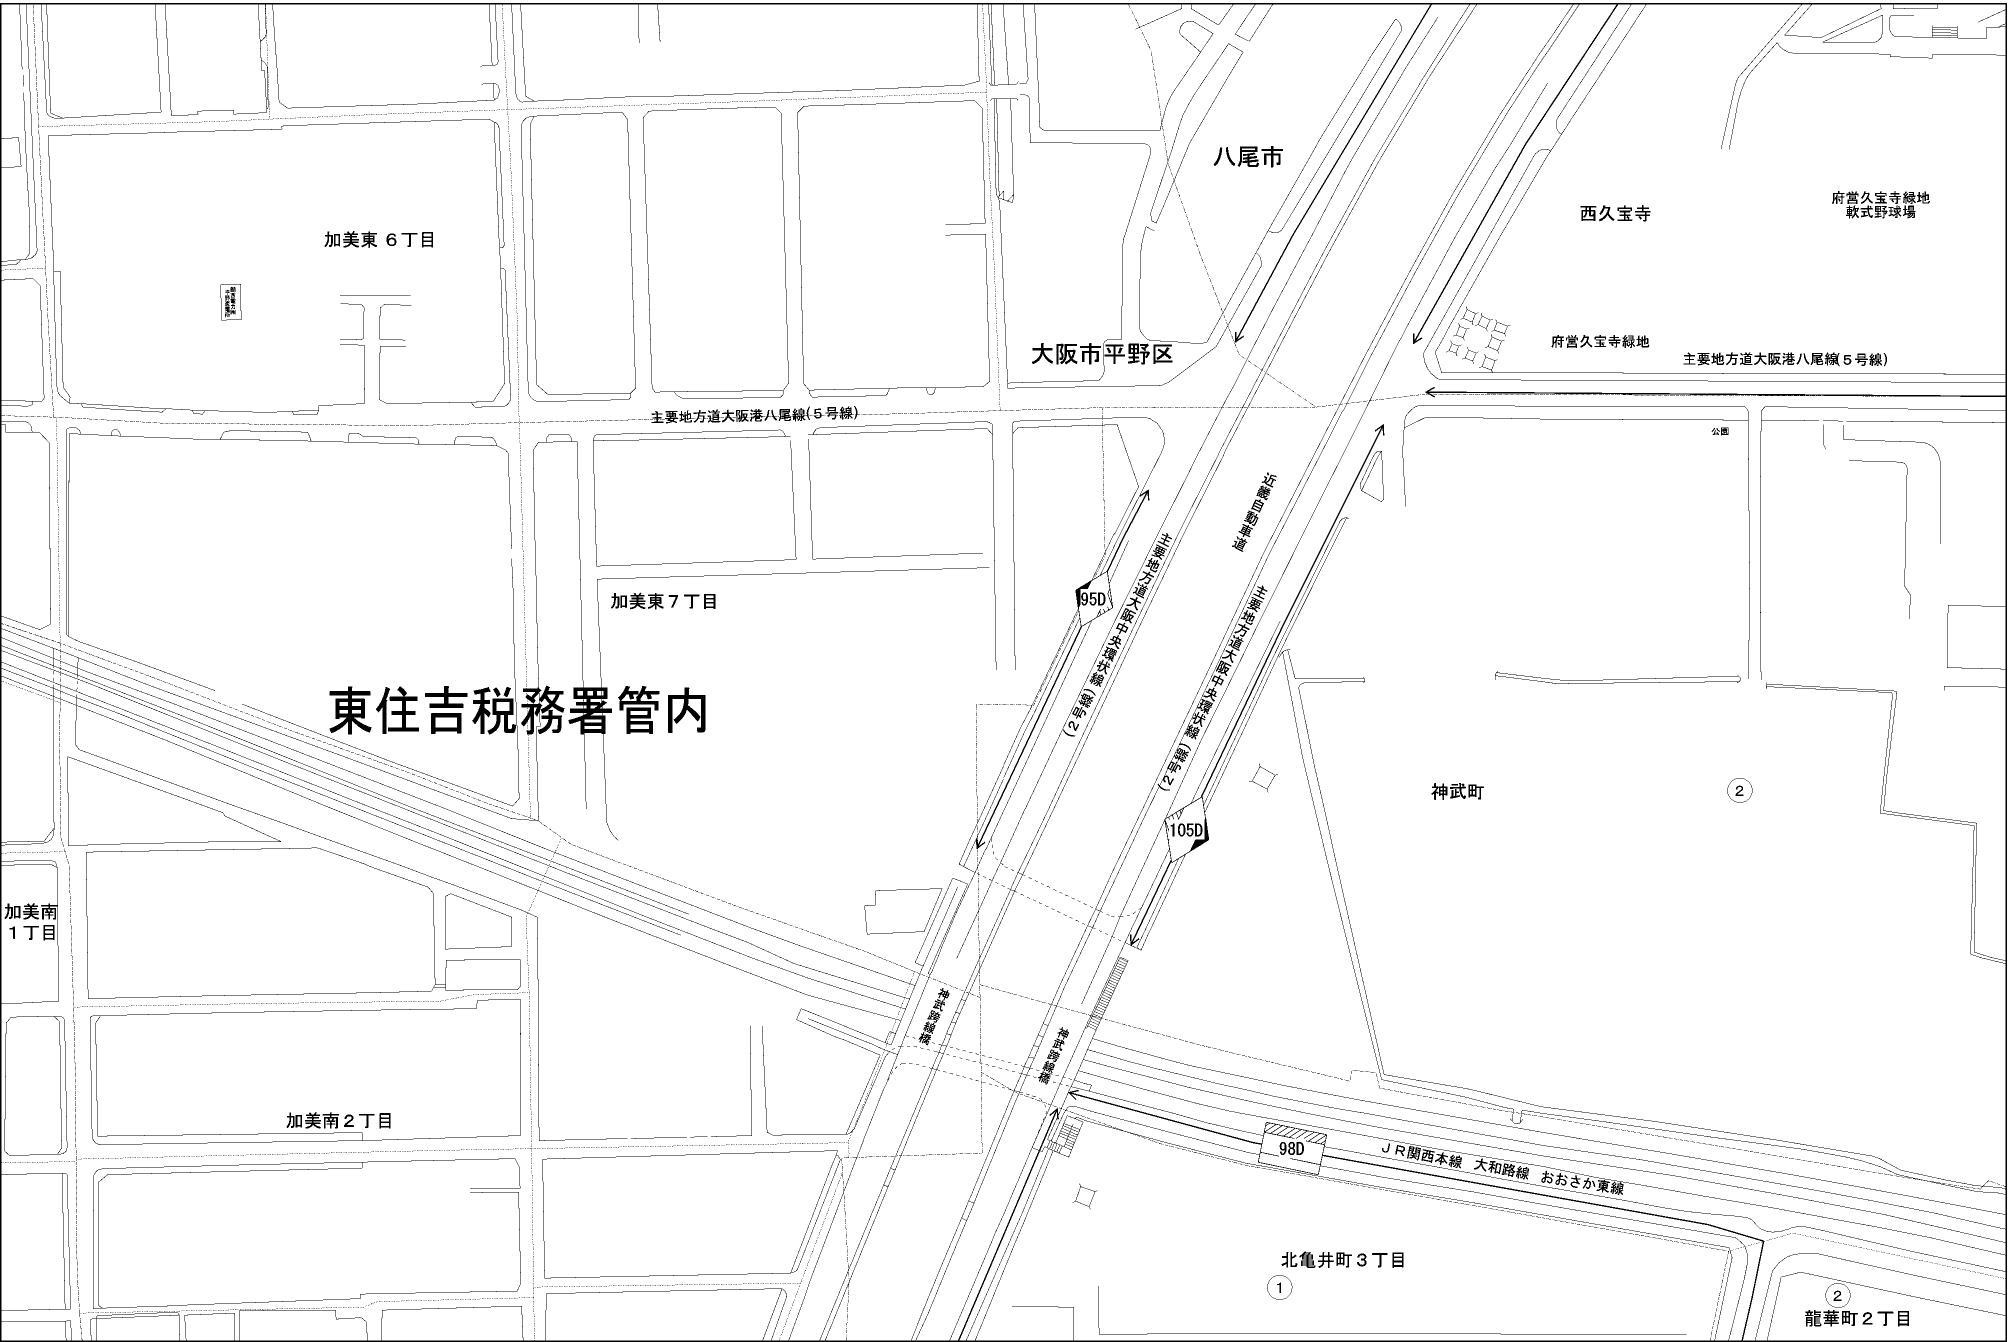 八尾市
西久宝寺
府営久宝寺緑地
軟式野球場
加美東６丁目
大阪市平野区
府営久宝寺緑地
主要地方道大阪港八尾線(５号線)
主要地方道大阪港八尾線(５号線)
公園
近畿自動車道
主要地方道大阪中央環状線
(２号線)
主要地方道大阪中央環状線
(２号線)
95D
加美東７丁目
東住吉税務署管内
神武町
2
105D
加美南
１丁目
神武跨線橋
神武跨線橋
加美南２丁目
98D
ＪＲ関西本線 大和路線 おおさか東線
北亀井町３丁目
1
2
龍華町２丁目